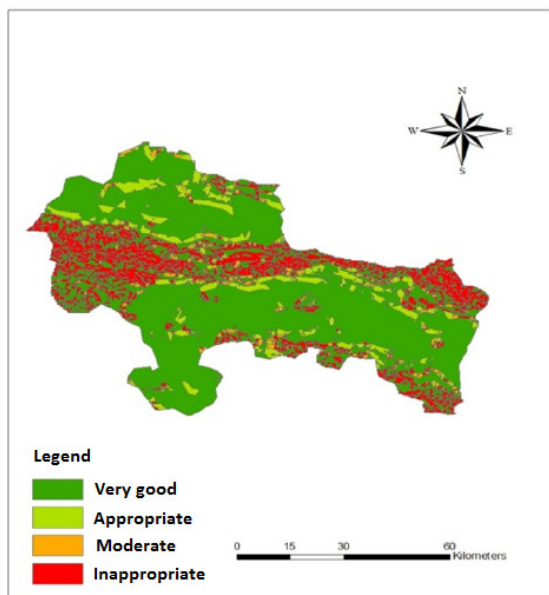 N
W E
S
Legend
Very good
Appropriate
Moderate
Inappropriate
0 15 30 60
Kilometers